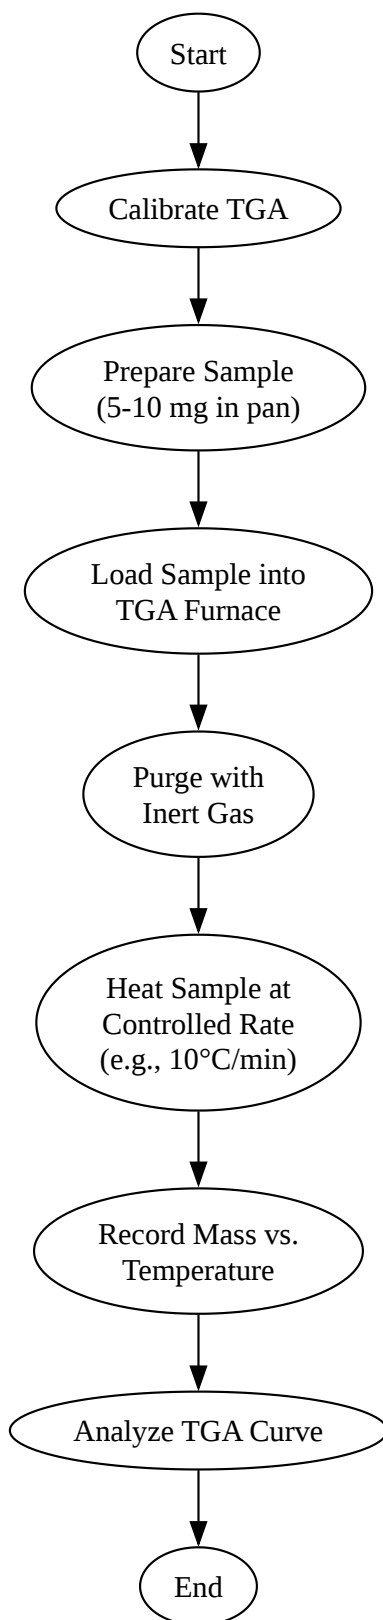 Start
Calibrate TGA
Prepare Sample
(5-10 mg in pan)
Load Sample into
TGA Furnace
Purge with
Inert Gas
Heat Sample at
Controlled Rate
(e.g., 10°C/min)
Record Mass vs.
Temperature
Analyze TGA Curve
End